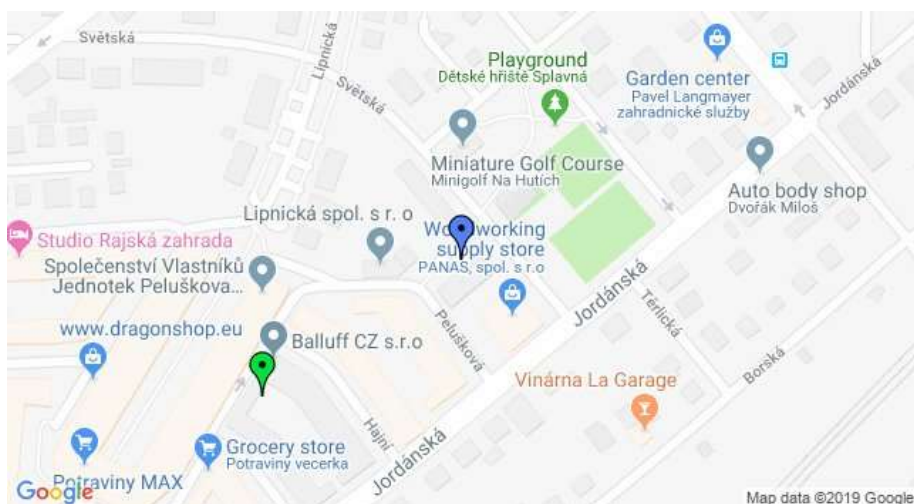 Světská
Lipnická
Světská
Playground
Dětské hřiště Splavná
Garden center
Pavel Langmayer
zahradnické služby
Jordánská
Miniature Golf Course
Minigolf Na Hutích
Auto body shop
Dvořák Miloš
Lipnická spol. s r. o
Studio Rajská zahrada
supply store
PANAS, spol. s r.o
Společenství Vlastníků
Jednotek Peluškova...
Jordánská
Těrlická
www.dragonshop.eu
Balluff CZ s.r.o
Pelušková
Borská
Vinárna La Garage
Hajní
Grocery store
Potraviny vecerka
Jordánská
Potraviny MAX
Google
Map data ©2019 Google